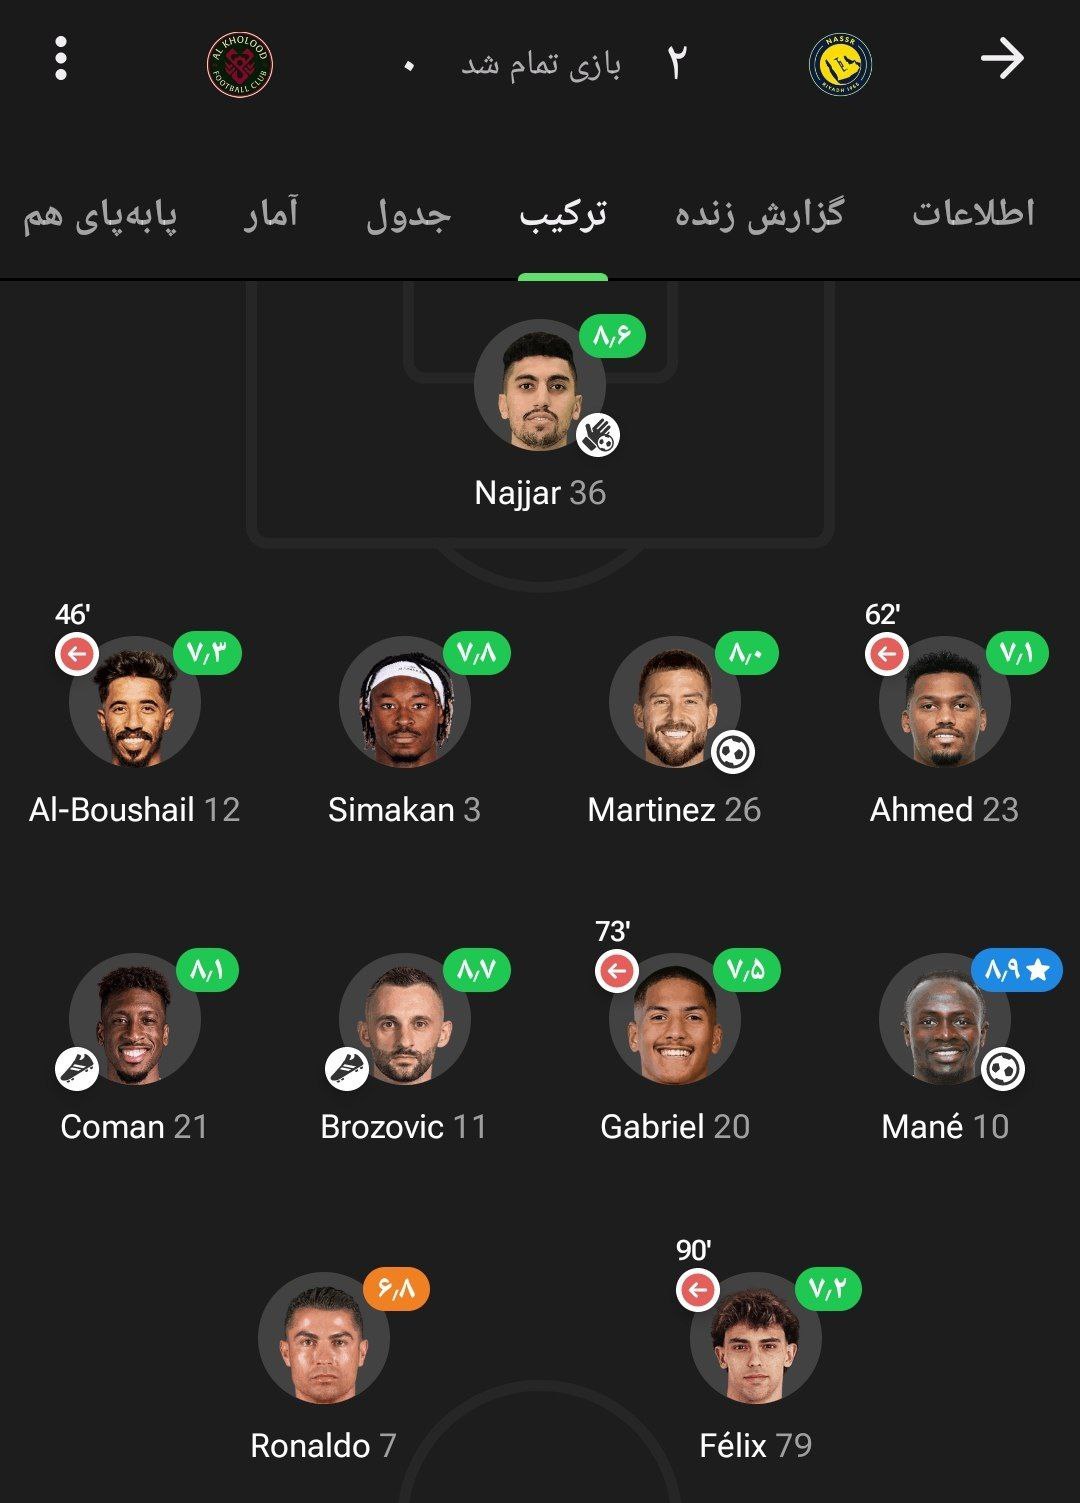 ۲ بازی تمام شد ۰
NASSR
RIYADH 1955
AL KHOLOOD
FOOTBALL CLUB
اطلاعات گزارش زنده ترکیب جدول آمار پابه‌پای هم
۸٫۶
Najjar 36
46' 62'
۷٫۳ ۷٫۸ ۸٫۰ ۷٫۱
Al-Boushail 12 Simakan 3 Martinez 26 Ahmed 23
73'
۸٫۱ ۸٫۷ ۷٫۵ ۸٫۹
Coman 21 Brozovic 11 Gabriel 20 Mané 10
90'
۶٫۸ ۷٫۲
Ronaldo 7 Félix 79